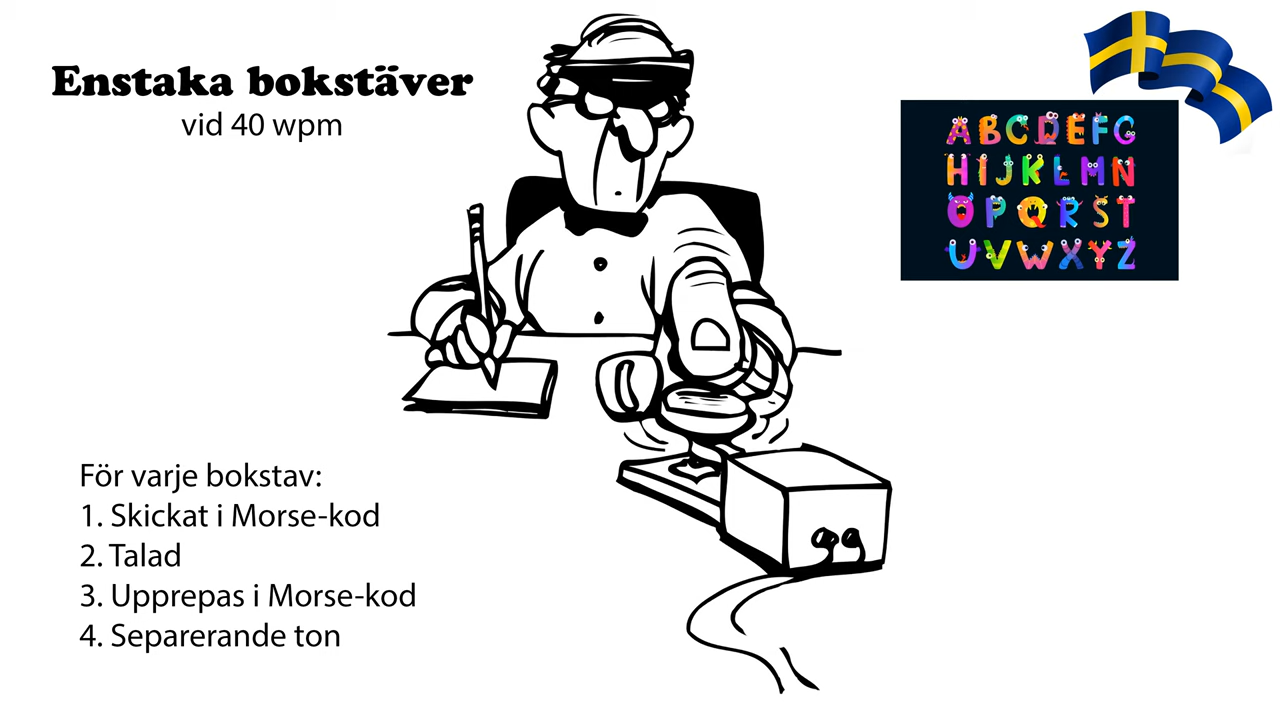 Enstaka bokstäver
vid 40 wpm
ABCDEFG
HIJKLMN
OPQRST
UVWXYZ
För varje bokstav:
1. Skickat i Morse-kod
2. Talad
3. Upprepas i Morse-kod
4. Separerande ton